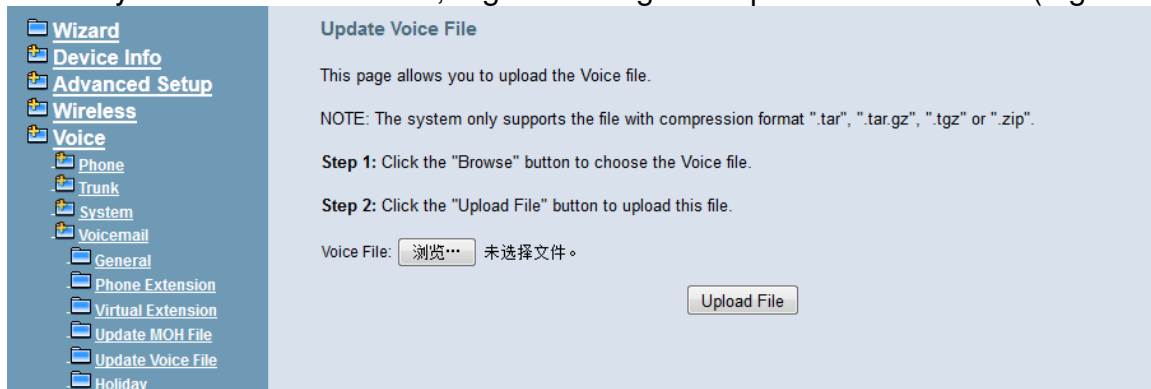 Wizard
Device Info
Advanced Setup
Wireless
Voice
Phone
Trunk
System
Voicemail
General
Phone Extension
Virtual Extension
Update MOH File
Update Voice File
Holiday
Update Voice File
This page allows you to upload the Voice file.
NOTE: The system only supports the file with compression format ".tar", ".tar.gz", ".tgz" or ".zip".
Step 1: Click the "Browse" button to choose the Voice file.
Step 2: Click the "Upload File" button to upload this file.
Voice File: 浏览… 未选择文件。
Upload File